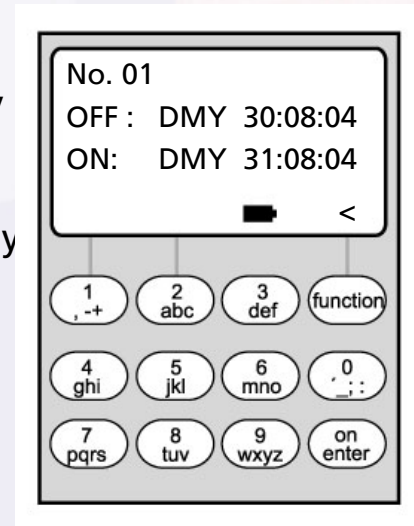 No. 01
OFF : DMY 30:08:04
ON: DMY 31:08:04
<
y
1 2 3 function
, -+ abc def
4 5 6 0
ghi jkl mno ´_; :
7 8 9 on
pqrs tuv wxyz enter